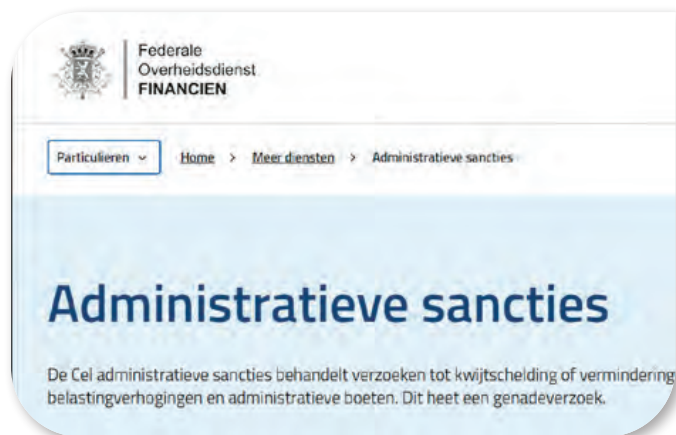 Federale
Overheidsdienst
FINANCIEN
Particulieren Home > Meer diensten > Administratieve sancties
Administratieve sancties
De Cel administratieve sancties behandelt verzoeken tot kwijtschelding of vermindering
belastingverhogingen en administratieve boeten. Dit heet een genadeverzoek.